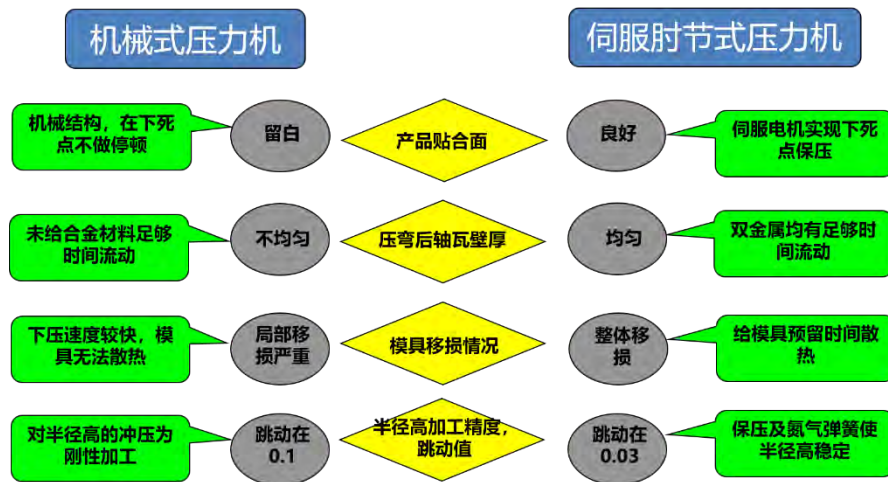 机械式压力机
伺服肘节式压力机
机械结构，在下死
点不做停顿
留白
产品贴合面
良好
伺服电机实现下死
点保压
未给合金材料足够
时间流动
不均匀
压弯后轴瓦壁厚
均匀
双金属均有足够时
间流动
下压速度较快，模
具无法散热
局部移
损严重
模具移损情况
整体移
损
给模具预留时间散
热
对半径高的冲压为
刚性加工
跳动在
0.1
半径高加工精度，
跳动值
跳动在
0.03
保压及氮气弹簧使
半径高稳定